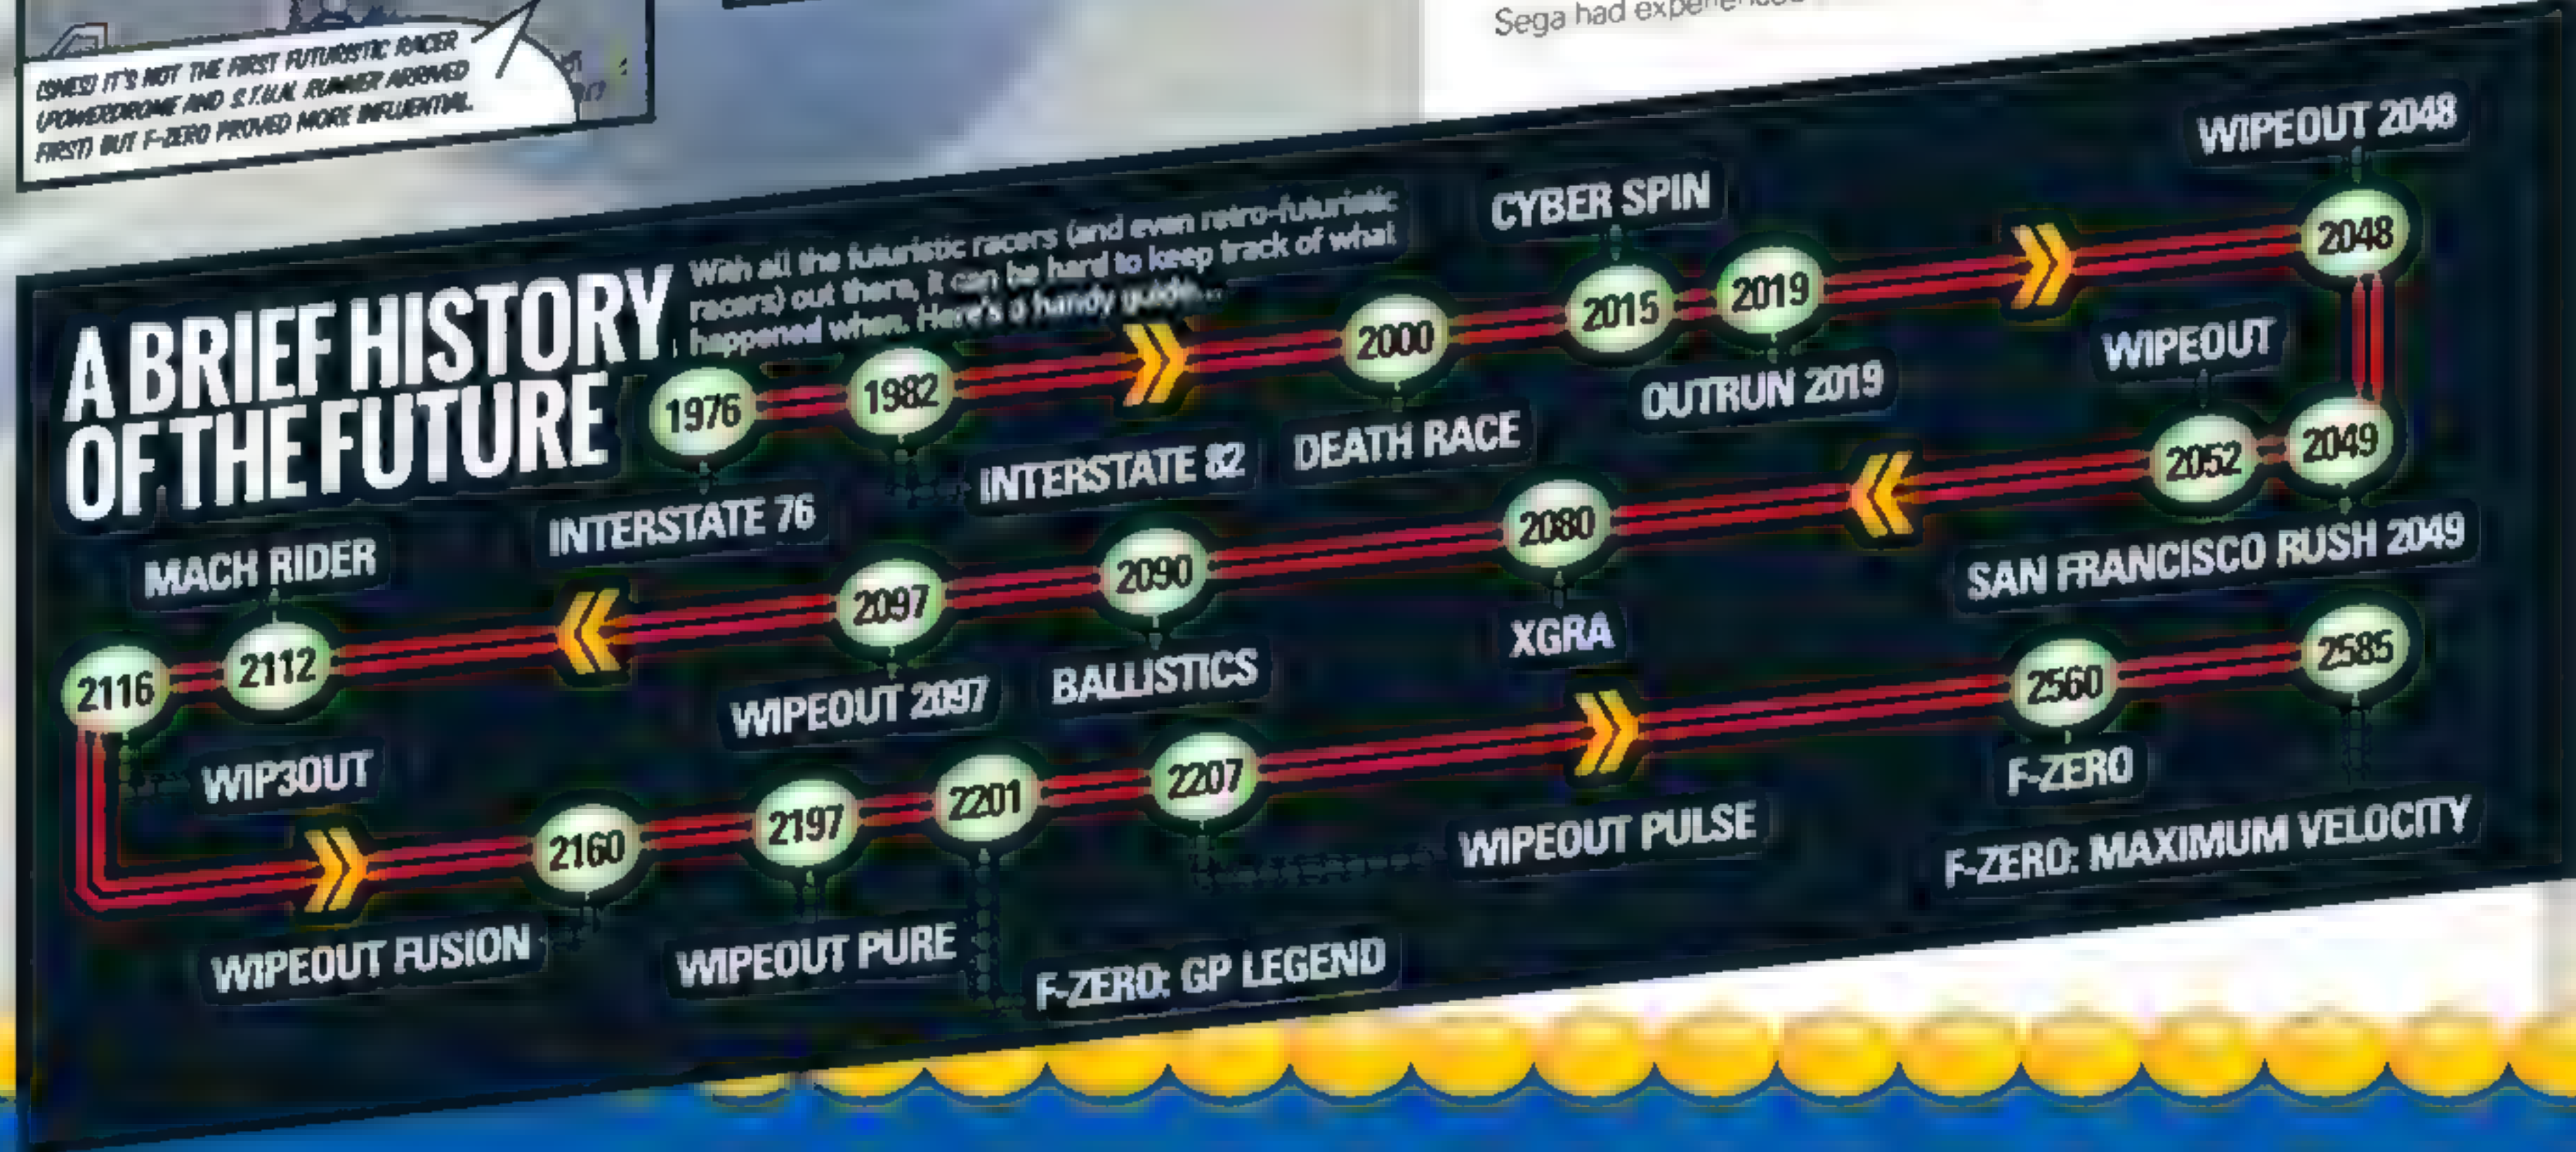 Sega had
(SNES) IT'S NOT THE FIRST FUTURISTIC RACER
(POWERDROME AND S.T.U.N. RUNNER ARRIVED
FIRST) BUT F-ZERO PROVED MORE INFLUENTIAL.
A BRIEF HISTORY
OF THE FUTURE
With all the futuristic racers (and even retro-futuristic
racers) out there, it can be hard to keep track of what
happened when. Here's a handy guide...
1976
INTERSTATE 76
1982
INTERSTATE 82
2000
DEATH RACE
CYBER SPIN
2015
2019
OUTRUN 2019
WIPEOUT 2048
2048
2049
SAN FRANCISCO RUSH 2049
WIPEOUT
2052
2080
XGRA
2090
BALLISTICS
2097
WIPEOUT 2097
MACH RIDER
2112
2116
WIP3OUT
2160
WIPEOUT FUSION
2197
WIPEOUT PURE
2201
F-ZERO: GP LEGEND
2207
WIPEOUT PULSE
2560
F-ZERO
2585
F-ZERO: MAXIMUM VELOCITY